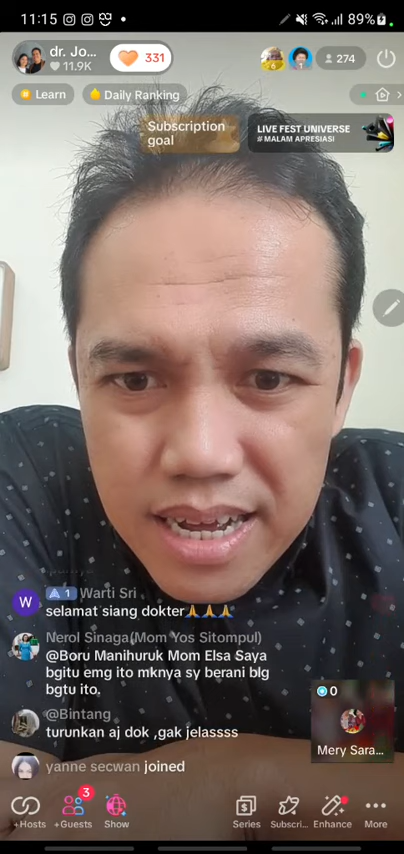 11:15
89%
dr. Jo...
11.9K
331
6
274
Learn
Daily Ranking
Subscription
goal
LIVE FEST UNIVERSE
#MALAM APRESIASI
W
1 Warti Sri
selamat siang dokter🙏🙏🙏
Nerol Sinaga(Mom Yos Sitompul)
@Boru Manihuruk Mom Elsa Saya
bgitu emg ito mknya sy berani blg
bgtu ito.
@Bintang
turunkan aj dok ,gak jelassss
yanne secwan joined
0
Mery Sara...
3
+Hosts
+Guests
Show
Series
Subscri...
Enhance
More